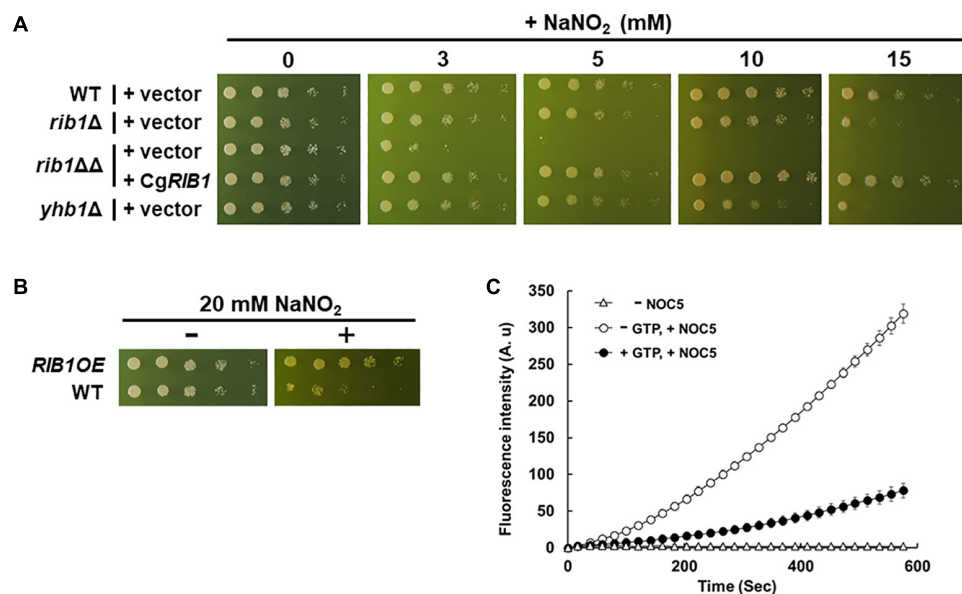 A
+ NaNO₂ (mM)
0 3 5 10 15
WT + vector
rib1Δ + vector
rib1ΔΔ + vector
+ CgRIB1
yhb1Δ + vector
B
20 mM NaNO₂
− +
RIB1OE
WT
C
Fluorescence intensity (A. u)
350
300
250
200
150
100
50
0
− NOC5
− GTP, + NOC5
+ GTP, + NOC5
0 200 400 600
Time (Sec)